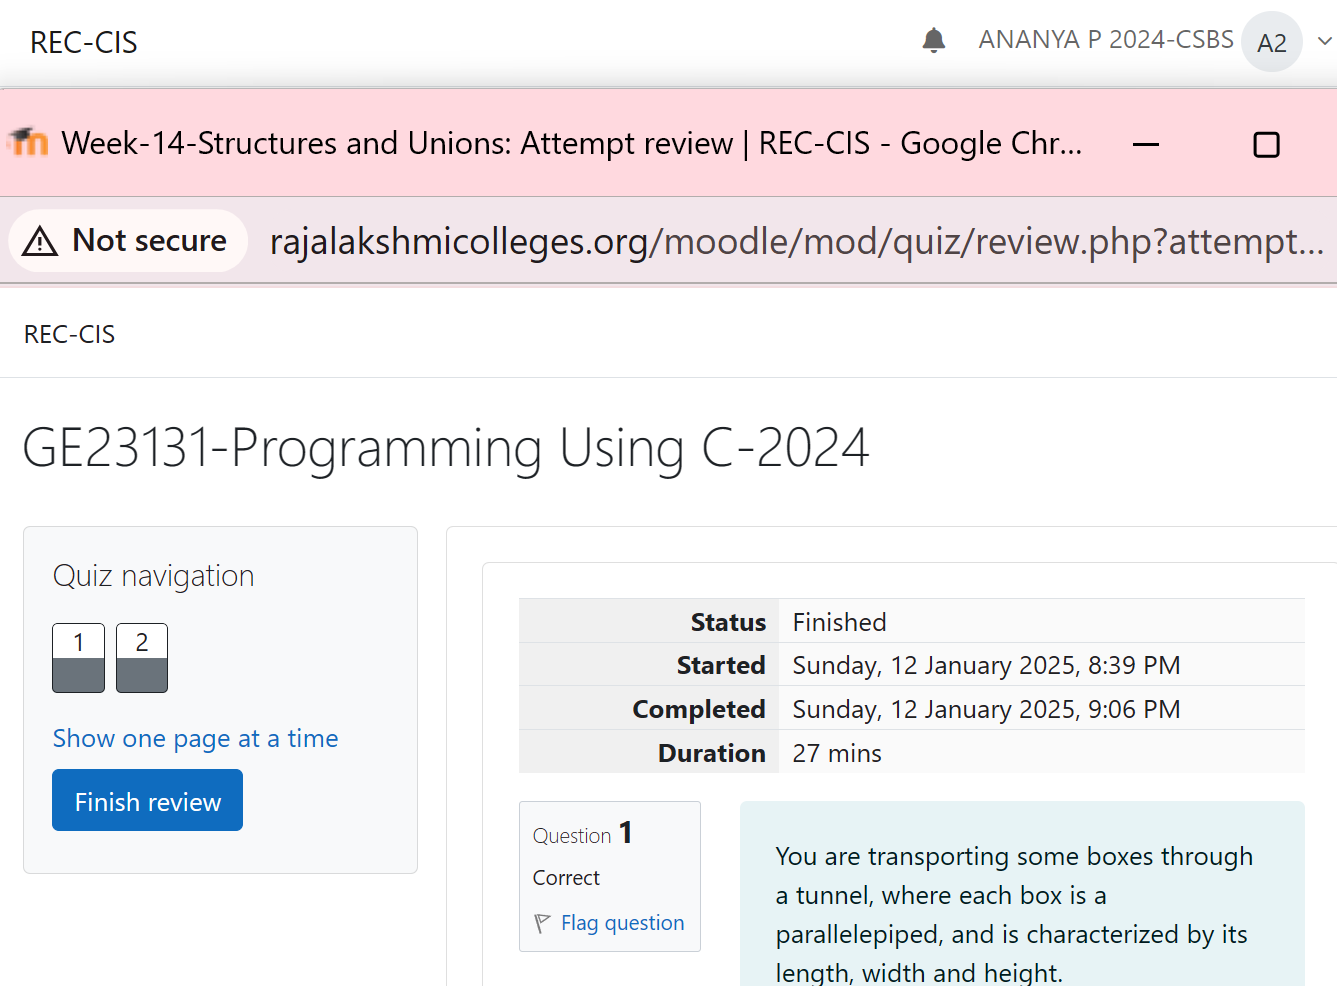 REC-CIS
ANANYA P 2024-CSBS
A2
Week-14-Structures and Unions: Attempt review | REC-CIS - Google Chr...
Not secure
rajalakshmicolleges.org/moodle/mod/quiz/review.php?attempt...
REC-CIS
GE23131-Programming Using C-2024
Quiz navigation
1 2
Show one page at a time
Finish review
Status Finished
Started Sunday, 12 January 2025, 8:39 PM
Completed Sunday, 12 January 2025, 9:06 PM
Duration 27 mins
Question 1
Correct
Flag question
You are transporting some boxes through
a tunnel, where each box is a
parallelepiped, and is characterized by its
length, width and height.